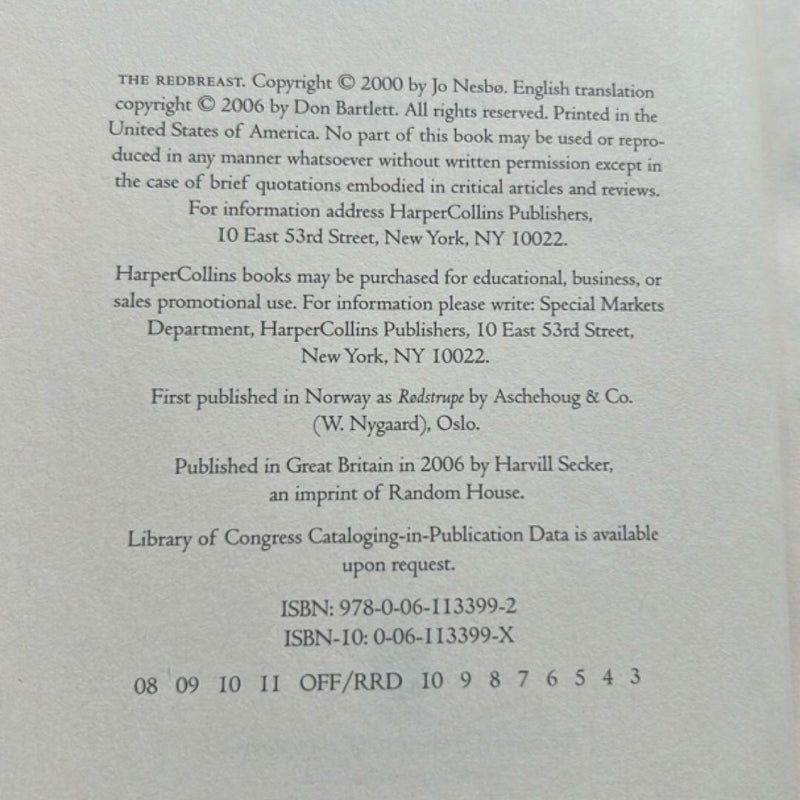 THE REDBREAST. Copyright © 2000 by Jo Nesbø. English translation
copyright © 2006 by Don Bartlett. All rights reserved. Printed in the
United States of America. No part of this book may be used or repro-
duced in any manner whatsoever without written permission except in
the case of brief quotations embodied in critical articles and reviews.
For information address HarperCollins Publishers,
10 East 53rd Street, New York, NY 10022.
HarperCollins books may be purchased for educational, business, or
sales promotional use. For information please write: Special Markets
Department, HarperCollins Publishers, 10 East 53rd Street,
New York, NY 10022.
First published in Norway as Rødstrupe by Aschehoug & Co.
(W. Nygaard), Oslo.
Published in Great Britain in 2006 by Harvill Secker,
an imprint of Random House.
Library of Congress Cataloging-in-Publication Data is available
upon request.
ISBN: 978-0-06-113399-2
ISBN-10: 0-06-113399-X
08 09 10 11 OFF/RRD 10 9 8 7 6 5 4 3